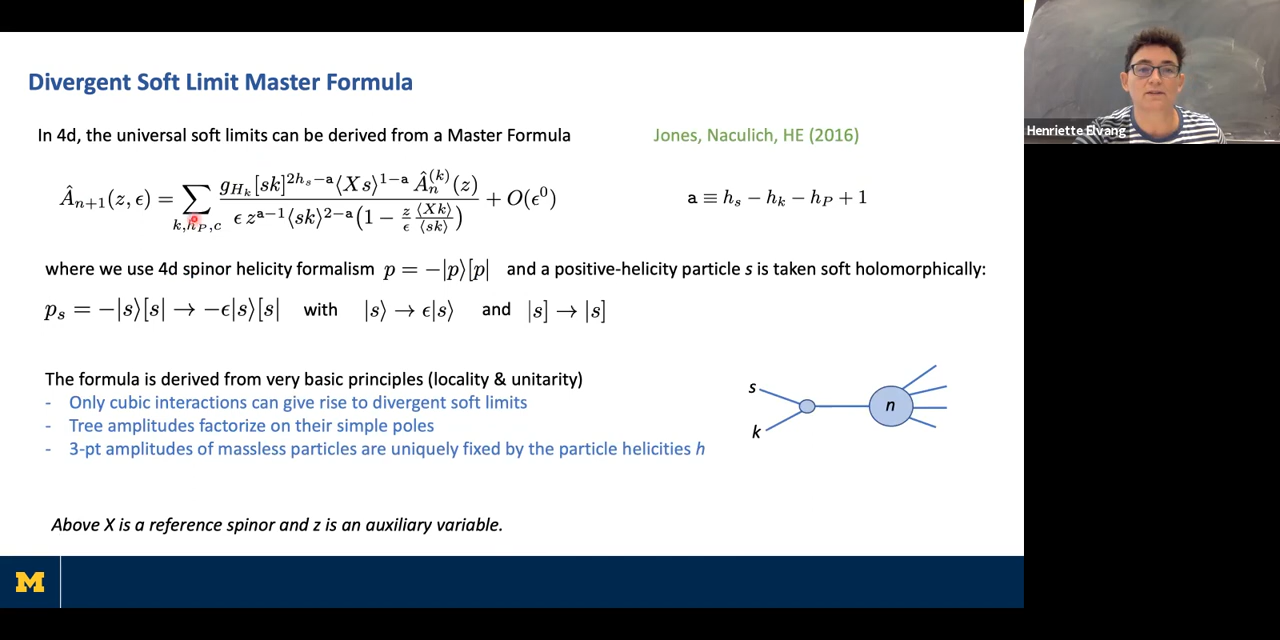 Divergent Soft Limit Master Formula
In 4d, the universal soft limits can be derived from a Master Formula
Jones, Naculich, HE (2016)
Henriette Elvang
Â_{n+1}(z, ε) = ∑_{k,h_P,c} \frac{g_{H_k}[sk]^{2h_s−a}⟨Xs⟩^{1−a} Â_n^{(k)}(z)}{ε z^{a−1}⟨sk⟩^{2−a}(1 − \frac{z}{ε}\frac{⟨Xk⟩}{⟨sk⟩})} + O(ε^0)
a ≡ h_s − h_k − h_P + 1
where we use 4d spinor helicity formalism p = −|p⟩[p| and a positive-helicity particle s is taken soft holomorphically:
p_s = −|s⟩[s| → −ε|s⟩[s| with |s⟩ → ε|s⟩ and |s] → |s]
The formula is derived from very basic principles (locality & unitarity)
- Only cubic interactions can give rise to divergent soft limits
- Tree amplitudes factorize on their simple poles
- 3-pt amplitudes of massless particles are uniquely fixed by the particle helicities h
s
n
k
Above X is a reference spinor and z is an auxiliary variable.
M